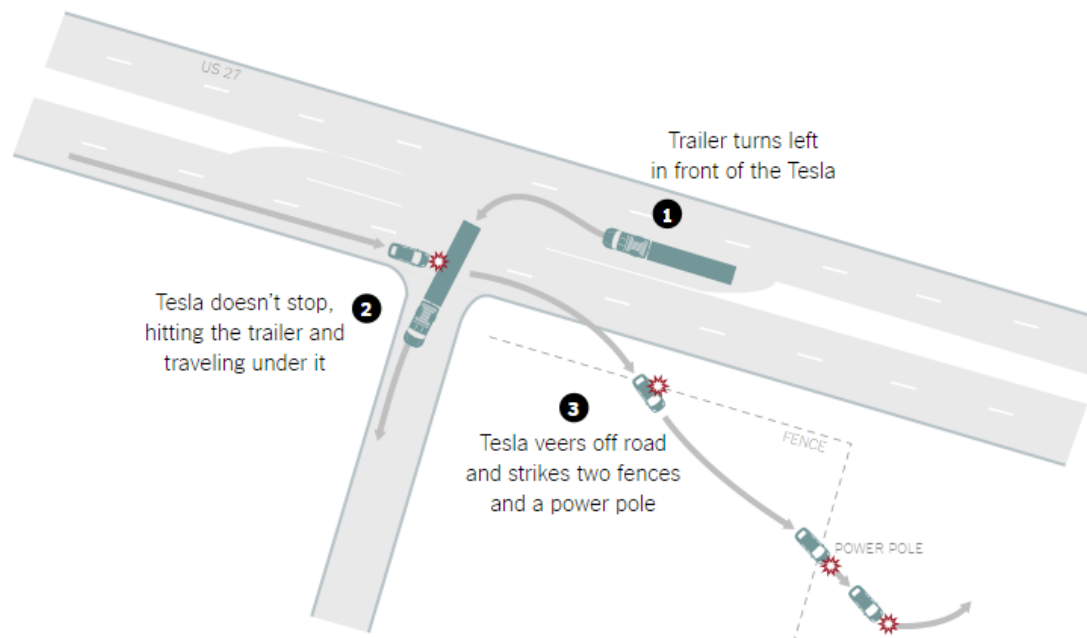 US 27
Trailer turns left
in front of the Tesla
1
Tesla doesn't stop,
hitting the trailer and
traveling under it
2
3
Tesla veers off road
and strikes two fences
and a power pole
FENCE
POWER POLE